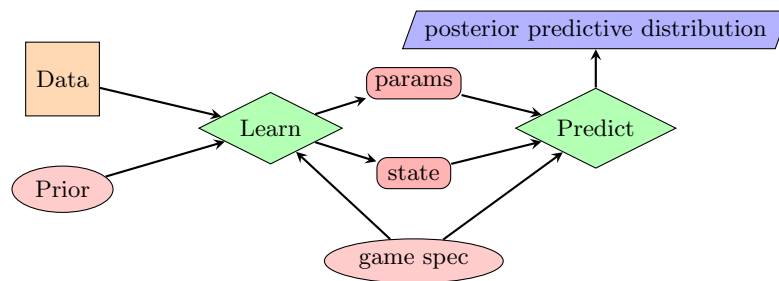 posterior predictive distribution
Data
params
Learn
Predict
state
Prior
game spec